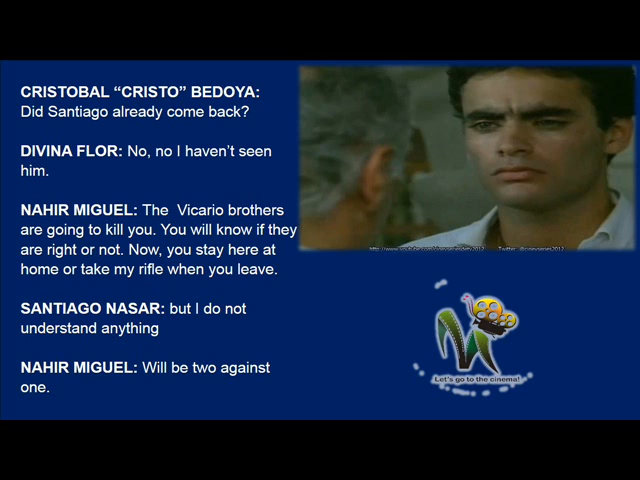 CRISTOBAL “CRISTO” BEDOYA:
Did Santiago already come back?
DIVINA FLOR: No, no I haven’t seen
him.
NAHIR MIGUEL: The  Vicario brothers
are going to kill you. You will know if they
are right or not. Now, you stay here at
home or take my rifle when you leave.
SANTIAGO NASAR: but I do not
understand anything
NAHIR MIGUEL: Will be two against
one.
Let's go to the cinema!